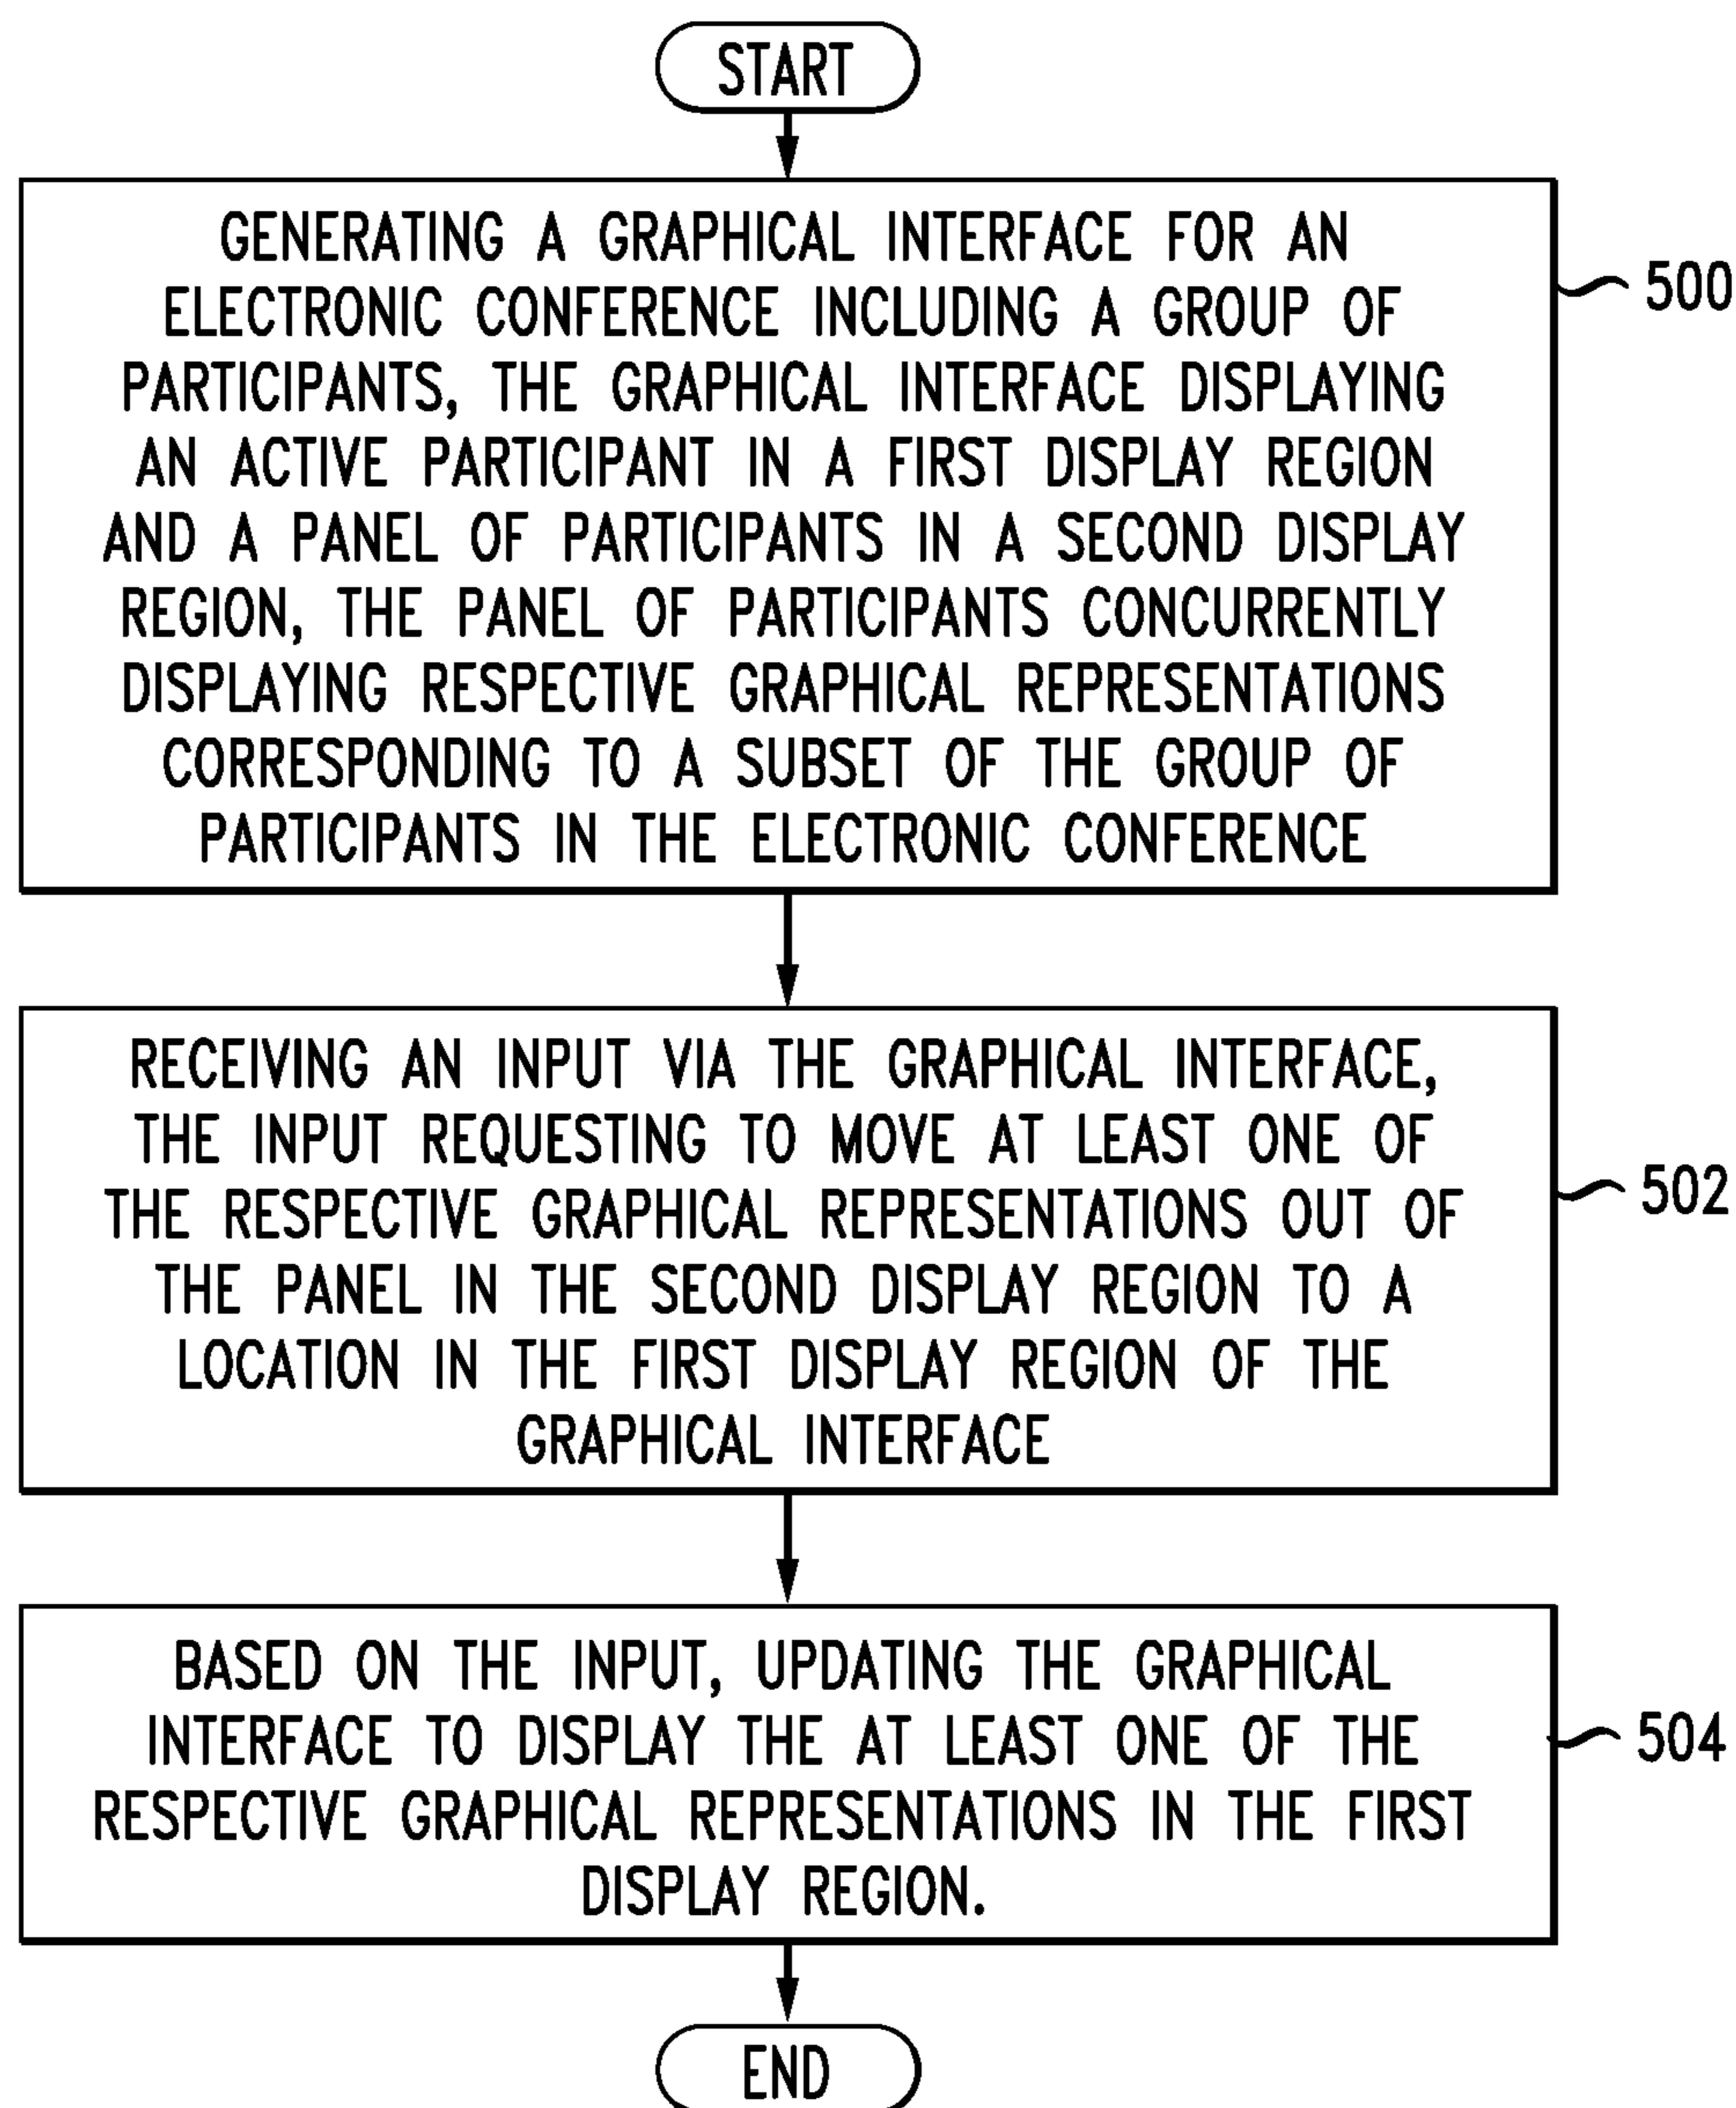 START
GENERATING A GRAPHICAL INTERFACE FOR AN
ELECTRONIC CONFERENCE INCLUDING A GROUP OF
PARTICIPANTS, THE GRAPHICAL INTERFACE DISPLAYING
AN ACTIVE PARTICIPANT IN A FIRST DISPLAY REGION
AND A PANEL OF PARTICIPANTS IN A SECOND DISPLAY
REGION, THE PANEL OF PARTICIPANTS CONCURRENTLY
DISPLAYING RESPECTIVE GRAPHICAL REPRESENTATIONS
CORRESPONDING TO A SUBSET OF THE GROUP OF
PARTICIPANTS IN THE ELECTRONIC CONFERENCE
500
RECEIVING AN INPUT VIA THE GRAPHICAL INTERFACE,
THE INPUT REQUESTING TO MOVE AT LEAST ONE OF
THE RESPECTIVE GRAPHICAL REPRESENTATIONS OUT OF
THE PANEL IN THE SECOND DISPLAY REGION TO A
LOCATION IN THE FIRST DISPLAY REGION OF THE
GRAPHICAL INTERFACE
502
BASED ON THE INPUT, UPDATING THE GRAPHICAL
INTERFACE TO DISPLAY THE AT LEAST ONE OF THE
RESPECTIVE GRAPHICAL REPRESENTATIONS IN THE FIRST
DISPLAY REGION.
504
END